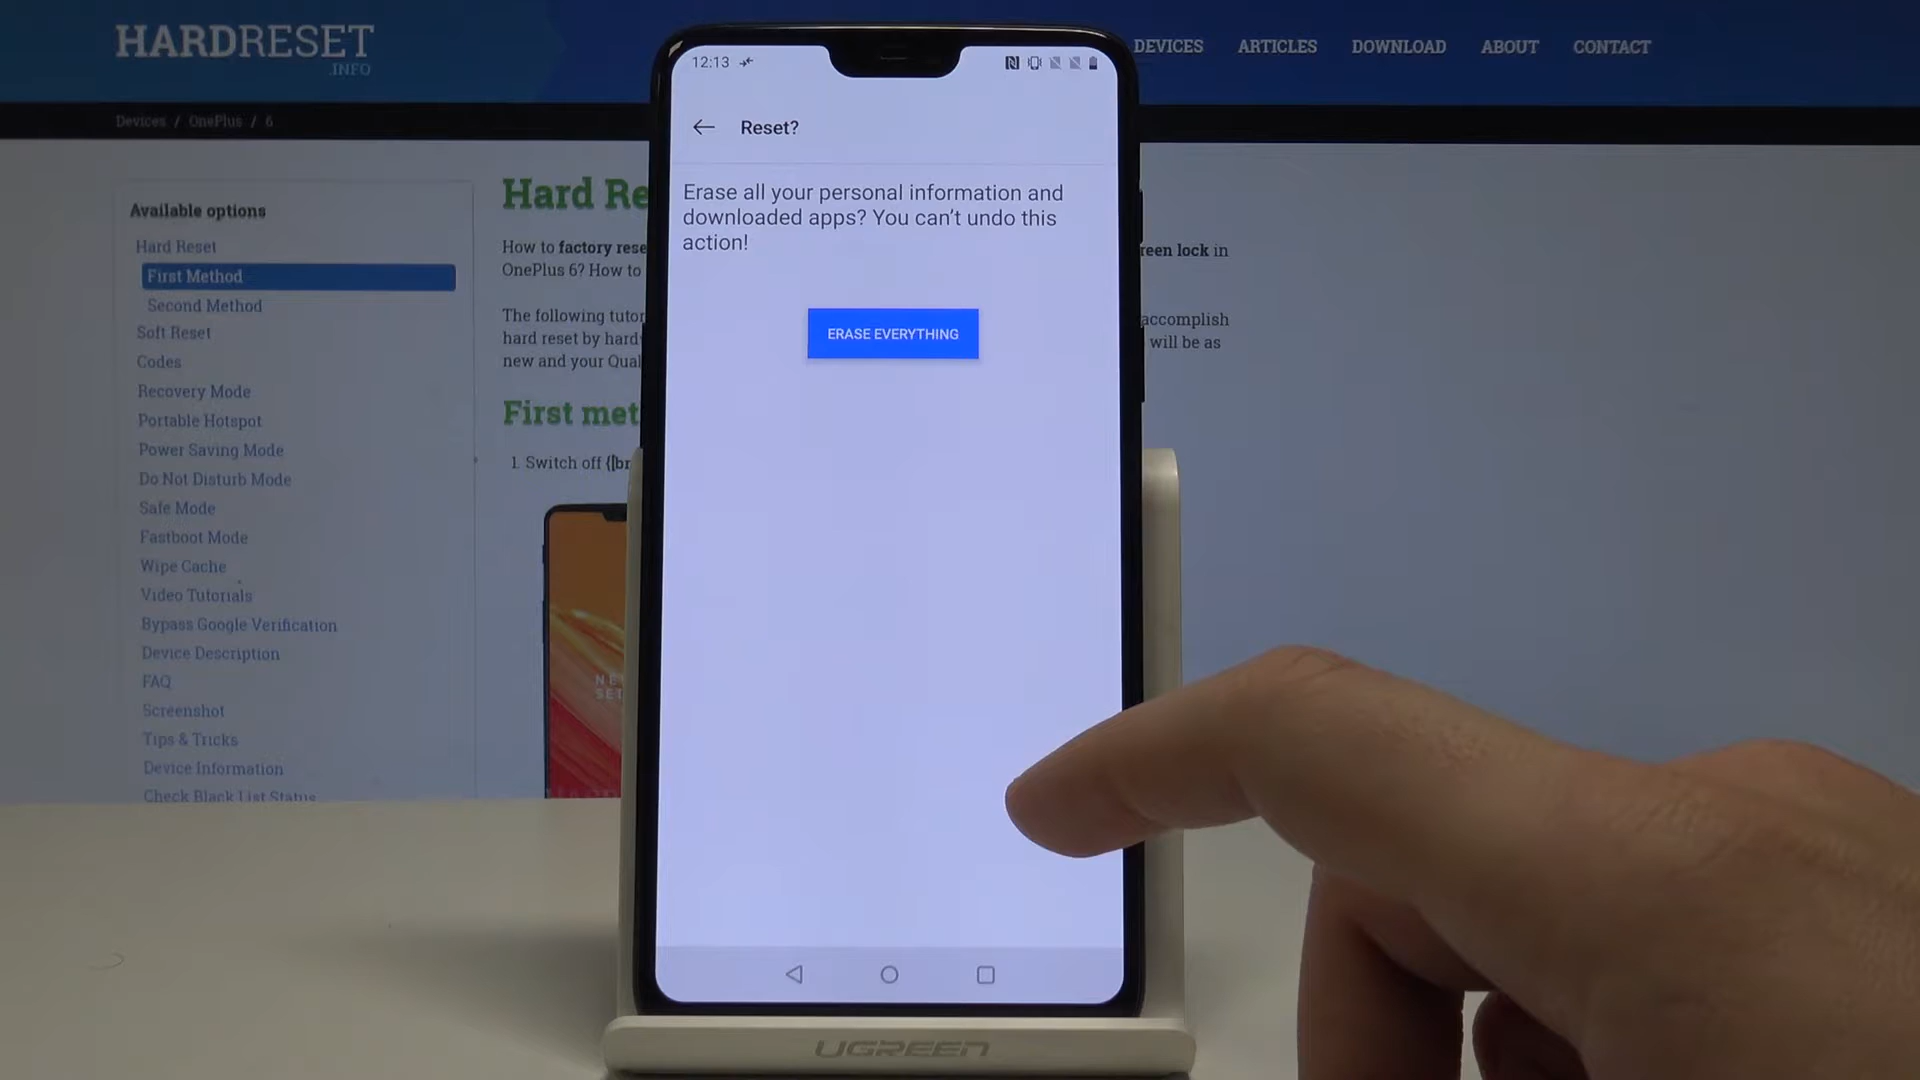 HARDRESET
.INFO
DEVICES ARTICLES DOWNLOAD ABOUT CONTACT
Devices / OnePlus / 6
Available options
Hard Reset
First Method
Second Method
Soft Reset
Codes
Recovery Mode
Portable Hotspot
Power Saving Mode
Do Not Disturb Mode
Safe Mode
Fastboot Mode
Wipe Cache
Video Tutorials
Bypass Google Verification
Device Description
FAQ
Screenshot
Tips & Tricks
Device Information
Check Black List Status
Hard Re
How to factory rese
OnePlus 6? How to
The following tutor
hard reset by hard
new and your Qual
First met
1. Switch off {[br
reen lock in
accomplish
will be as
12:13
Reset?
Erase all your personal information and
downloaded apps? You can't undo this
action!
ERASE EVERYTHING
UGREEN